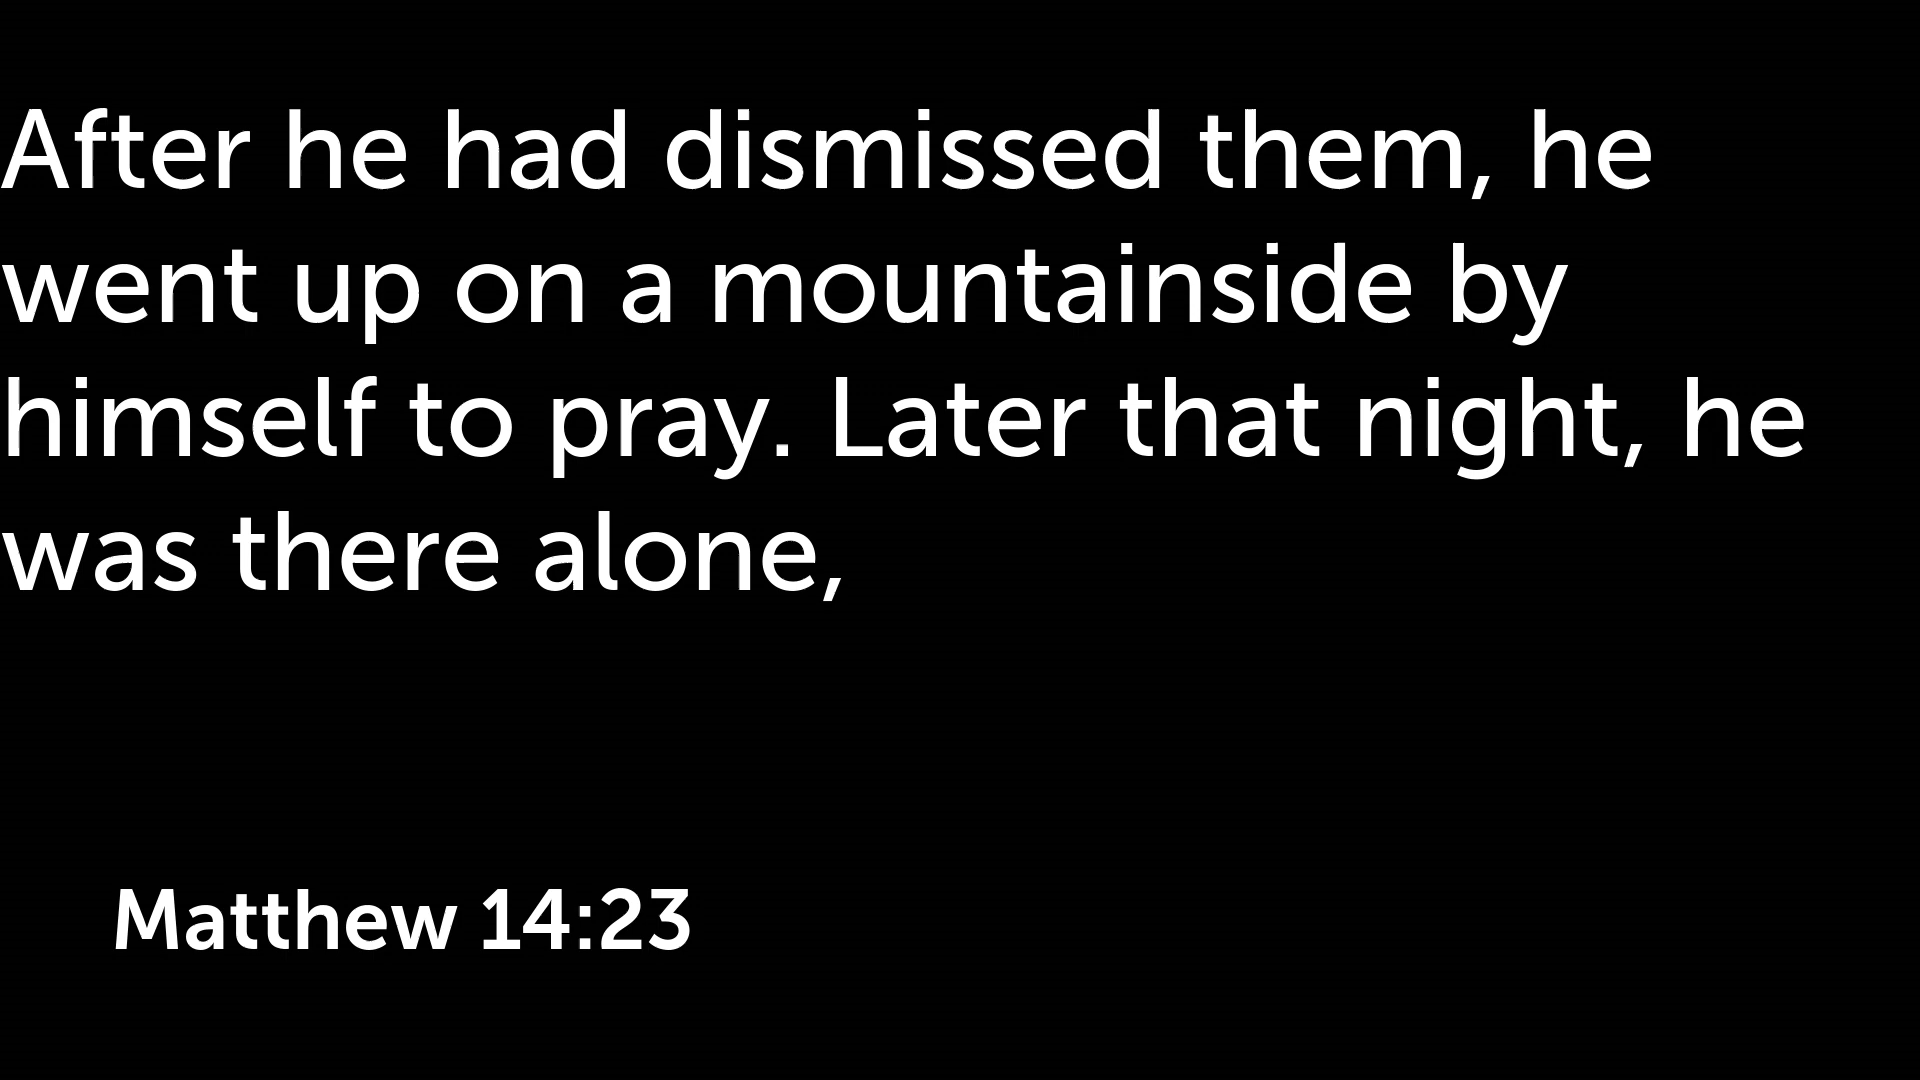 After he had dismissed them, he
went up on a mountainside by
himself to pray. Later that night, he
was there alone,
Matthew 14:23